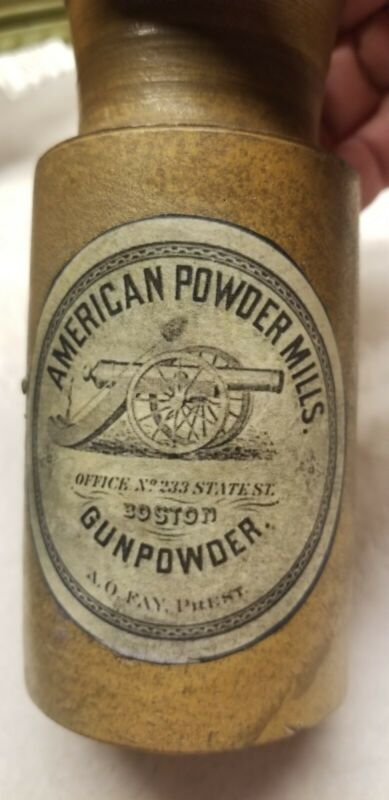 AMERICAN POWDER MILLS.
OFFICE Nº 233 STATE ST.
BOSTON
GUNPOWDER.
A.O. FAY, PREST